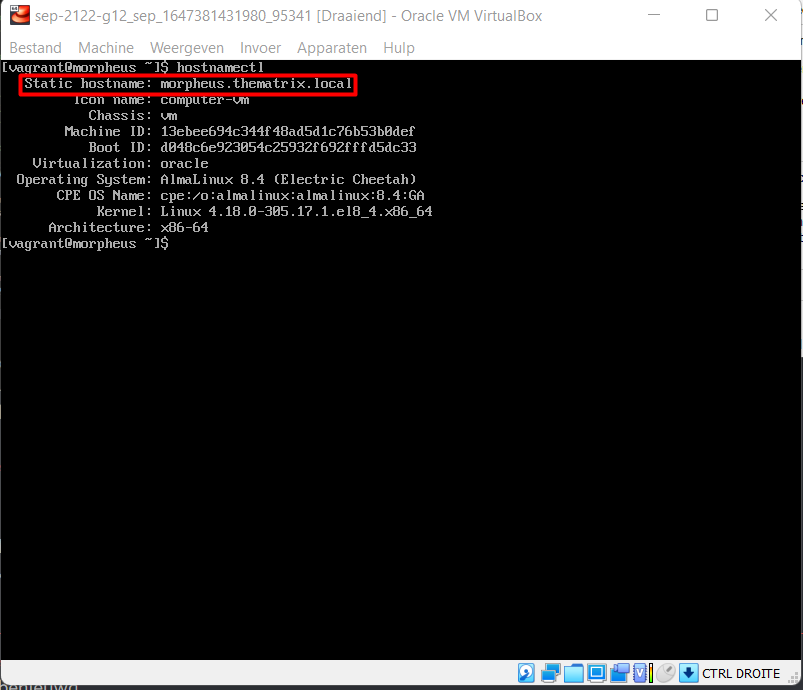 sep-2122-g12_sep_1647381431980_95341 [Draaiend] - Oracle VM VirtualBox
Bestand Machine Weergeven Invoer Apparaten Hulp
[vagrant@morpheus ~]$ hostnamectl
Static hostname: morpheus.thematrix.local
Icon name: computer-vm
Chassis: vm
Machine ID: 13ebee694c344f48ad5d1c76b53b0def
Boot ID: d048c6e923054c25932f692fffd5dc33
Virtualization: oracle
Operating System: AlmaLinux 8.4 (Electric Cheetah)
CPE OS Name: cpe:/o:almalinux:almalinux:8.4:GA
Kernel: Linux 4.18.0-305.17.1.el8_4.x86_64
Architecture: x86-64
[vagrant@morpheus ~]$
CTRL DROITE